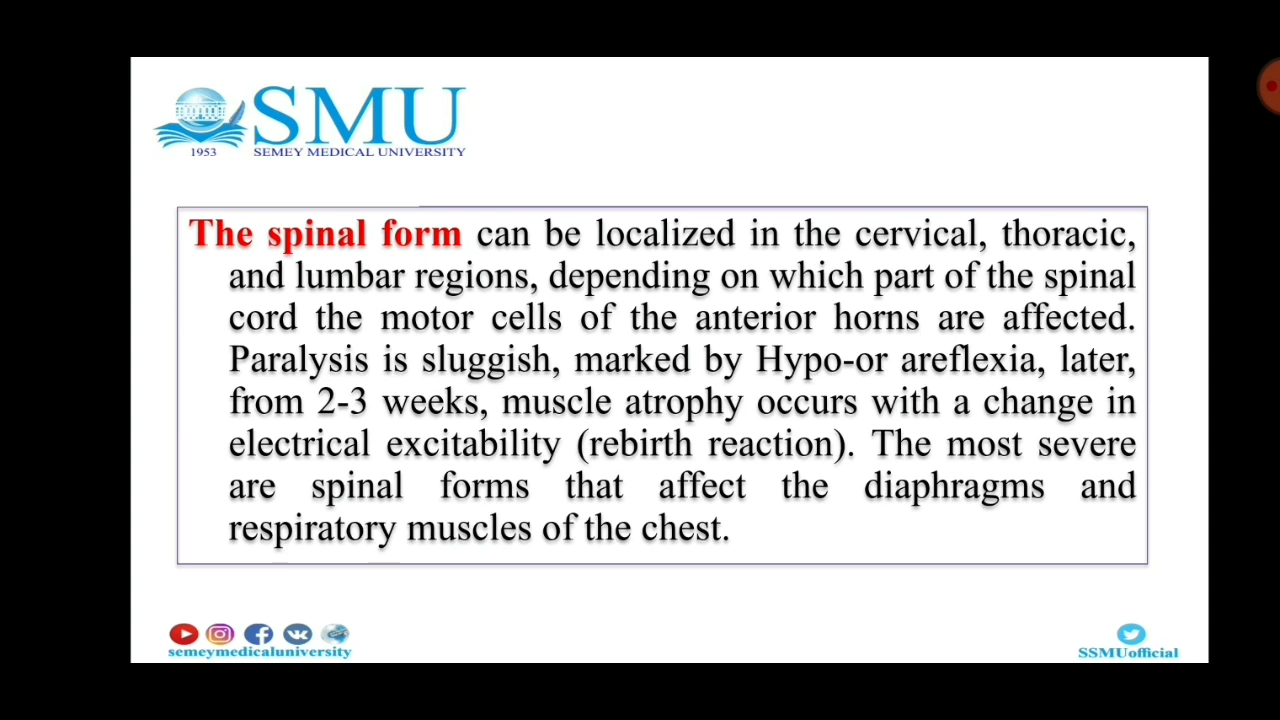 SMU
1953 SEMEY MEDICAL UNIVERSITY
The spinal form can be localized in the cervical, thoracic,
and lumbar regions, depending on which part of the spinal
cord the motor cells of the anterior horns are affected.
Paralysis is sluggish, marked by Hypo-or areflexia, later,
from 2-3 weeks, muscle atrophy occurs with a change in
electrical excitability (rebirth reaction). The most severe
are spinal forms that affect the diaphragms and
respiratory muscles of the chest.
semeymedicaluniversity
SSMUofficial